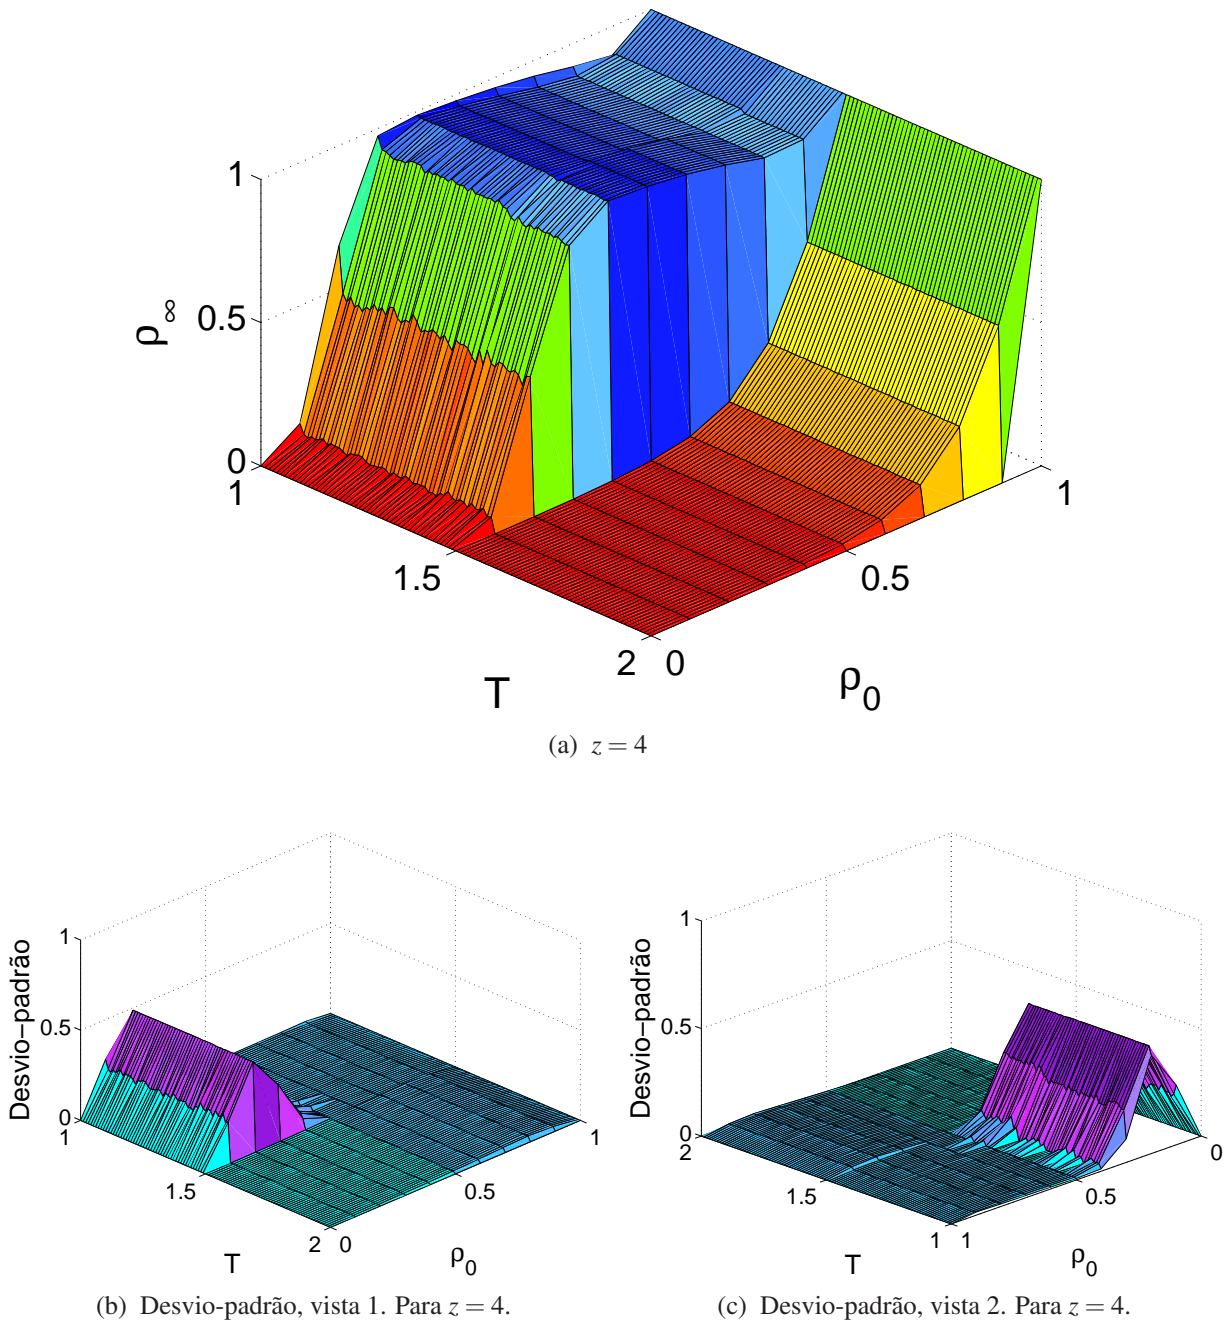 1
0.5
0
ρ∞
1
1.5
2
0
0.5
1
T
ρ0
(a) z = 4
1
0.5
0
Desvio−padrão
1
1.5
2
0
0.5
1
T
ρ0
(b) Desvio-padrão, vista 1. Para z = 4.
1
0.5
0
Desvio−padrão
2
1.5
1
1
0.5
0
T
ρ0
(c) Desvio-padrão, vista 2. Para z = 4.